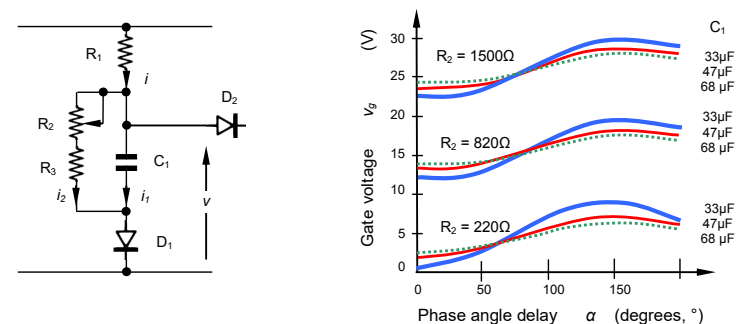 R1
i
D2
R2
C1
R3
i2
i1
v
D1
(V)
vg
Gate voltage
30
25
20
15
10
5
0
0
50
100
150
R2 = 1500Ω
R2 = 820Ω
R2 = 220Ω
C1
33µF
47µF
68 µF
33µF
47µF
68 µF
33µF
47µF
68 µF
Phase angle delay α (degrees, °)